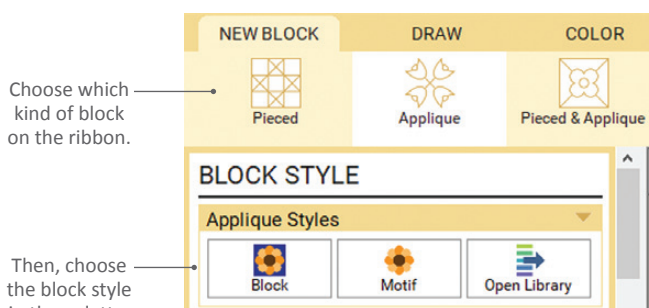 NEW BLOCK DRAW COLOR
Choose which
kind of block
on the ribbon.
Pieced Applique Pieced & Applique
BLOCK STYLE
Applique Styles
Then, choose
the block style
Block Motif Open Library